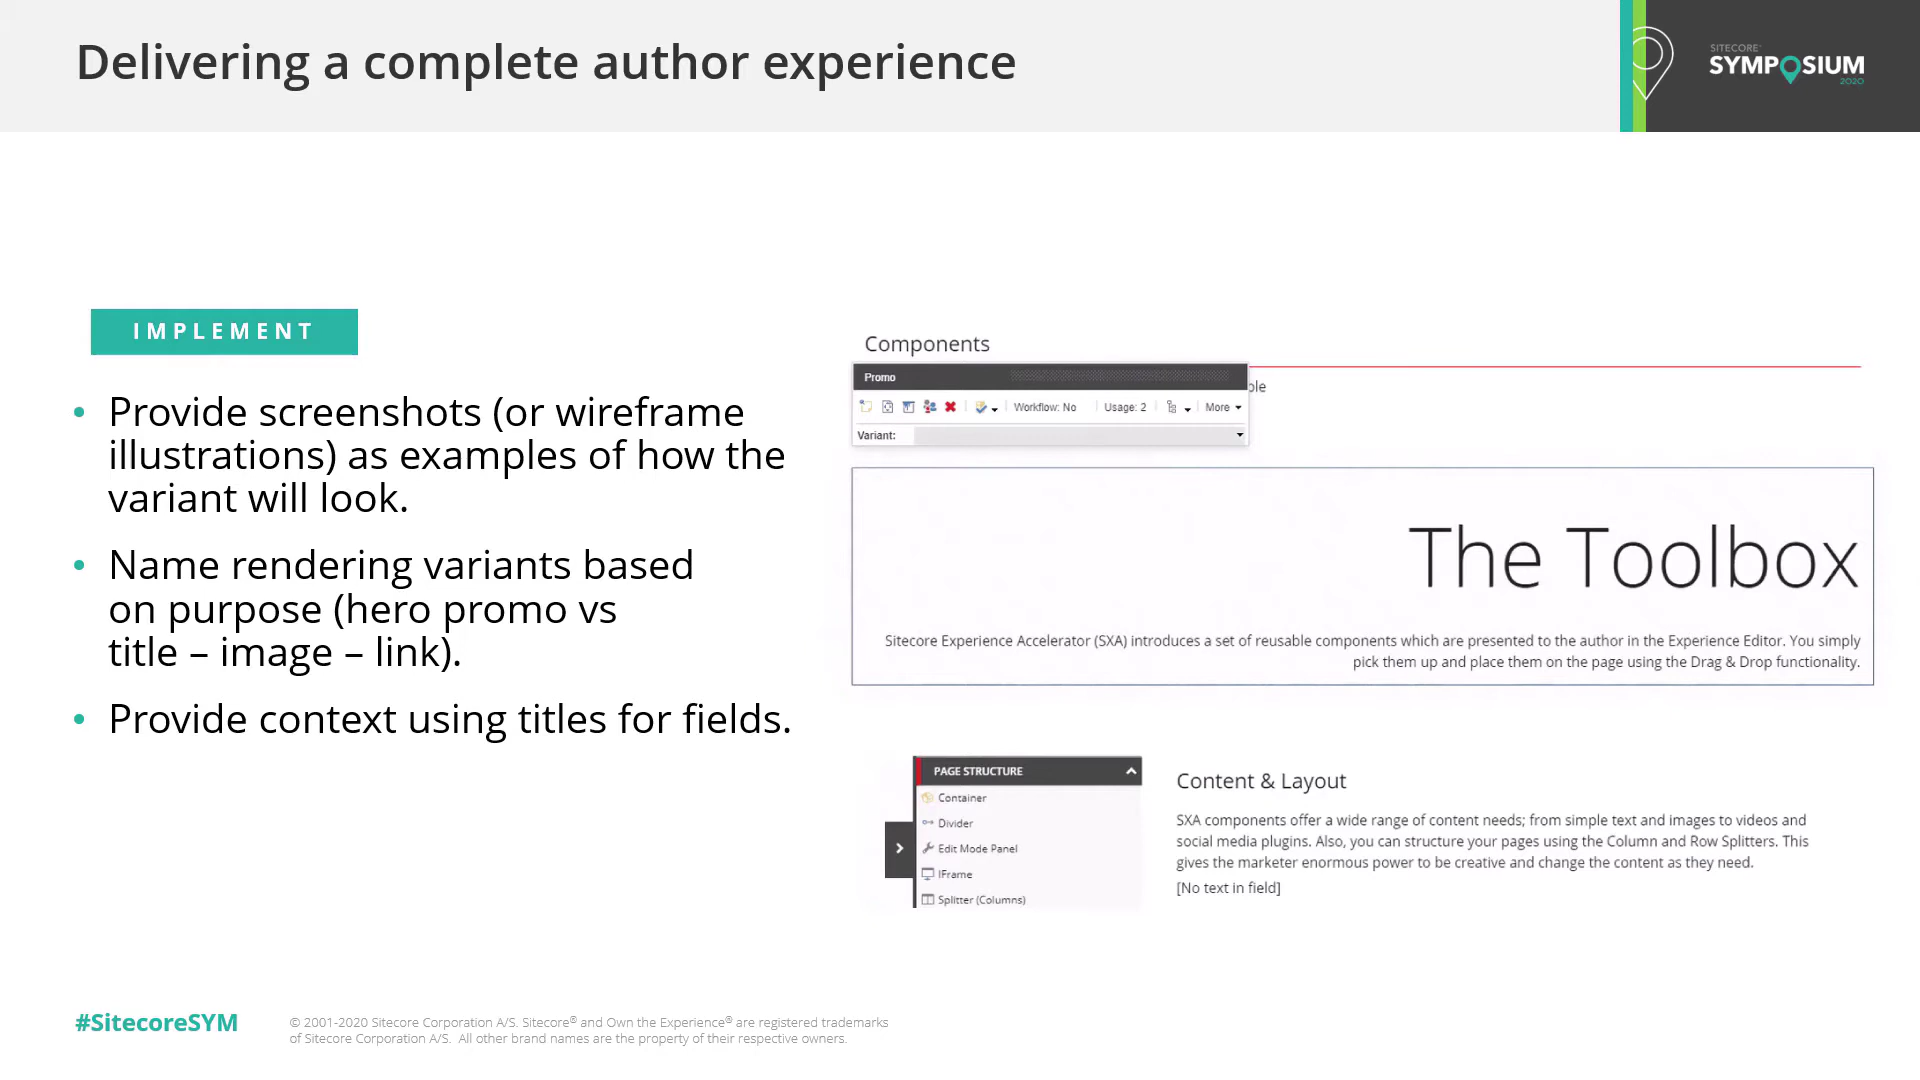 Delivering a complete author experience
SITECORE
SYMPOSIUM
2020
IMPLEMENT
• Provide screenshots (or wireframe
illustrations) as examples of how the
variant will look.
• Name rendering variants based
on purpose (hero promo vs
title – image – link).
• Provide context using titles for fields.
Components
Promo
ple
Workflow: No
Usage: 2
More
Variant:
The Toolbox
Sitecore Experience Accelerator (SXA) introduces a set of reusable components which are presented to the author in the Experience Editor. You simply
pick them up and place them on the page using the Drag & Drop functionality.
PAGE STRUCTURE
Container
Divider
Edit Mode Panel
IFrame
Splitter (Columns)
Content & Layout
SXA components offer a wide range of content needs; from simple text and images to videos and
social media plugins. Also, you can structure your pages using the Column and Row Splitters. This
gives the marketer enormous power to be creative and change the content as they need.
[No text in field]
#SitecoreSYM
© 2001-2020 Sitecore Corporation A/S. Sitecore® and Own the Experience® are registered trademarks
of Sitecore Corporation A/S. All other brand names are the property of their respective owners.